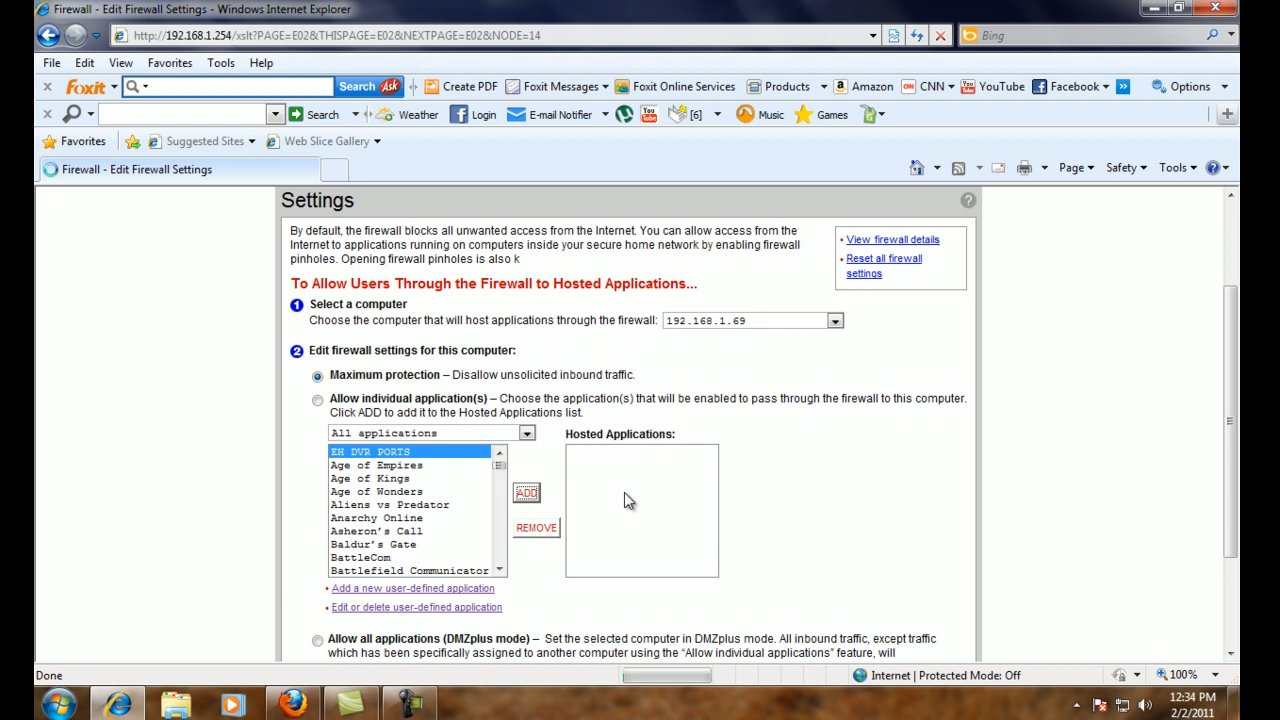 Firewall - Edit Firewall Settings - Windows Internet Explorer
http://192.168.1.254/xslt?PAGE=E02&THISPAGE=E02&NEXTPAGE=E02&NODE=14
Bing
File Edit View Favorites Tools Help
Foxit Search Ask Create PDF Foxit Messages Foxit Online Services Products Amazon CNN YouTube Facebook Options
Search Weather Login E-mail Notifier [6] Music Games
Favorites Suggested Sites Web Slice Gallery
Firewall - Edit Firewall Settings Page Safety Tools
Settings
By default, the firewall blocks all unwanted access from the Internet. You can allow access from the
Internet to applications running on computers inside your secure home network by enabling firewall
pinholes. Opening firewall pinholes is also k
View firewall details
Reset all firewall
settings
To Allow Users Through the Firewall to Hosted Applications...
1 Select a computer
Choose the computer that will host applications through the firewall: 192.168.1.69
2 Edit firewall settings for this computer:
Maximum protection – Disallow unsolicited inbound traffic.
Allow individual application(s) – Choose the application(s) that will be enabled to pass through the firewall to this computer.
Click ADD to add it to the Hosted Applications list.
All applications
Hosted Applications:
EH DVR PORTS
Age of Empires
Age of Kings
Age of Wonders
Aliens vs Predator
Anarchy Online
Asheron's Call
Baldur's Gate
BattleCom
Battlefield Communicator
ADD
REMOVE
Add a new user-defined application
Edit or delete user-defined application
Allow all applications (DMZplus mode) – Set the selected computer in DMZplus mode. All inbound traffic, except traffic
which has been specifically assigned to another computer using the "Allow individual applications" feature, will
Done Internet | Protected Mode: Off 100%
12:34 PM
2/2/2011